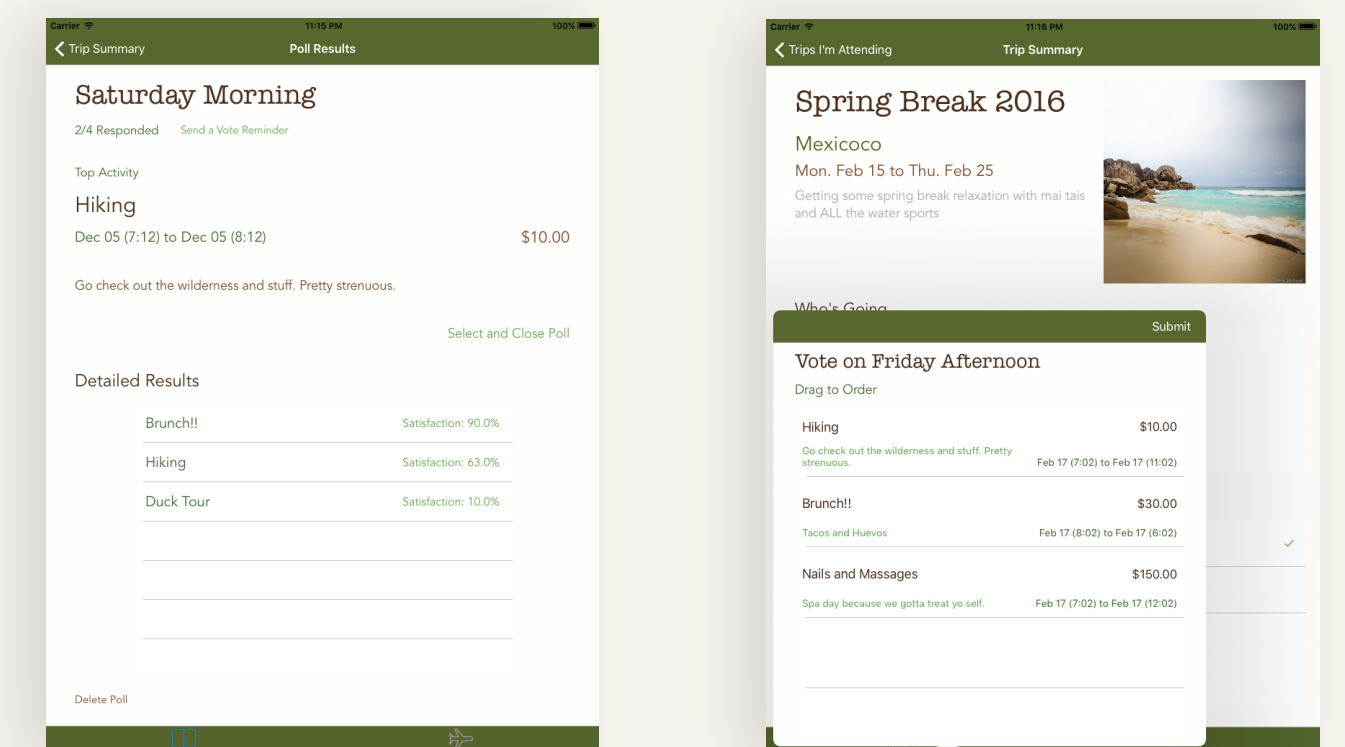 Carrier 11:15 PM 100%
Trip Summary Poll Results
Saturday Morning
2/4 Responded Send a Vote Reminder
Top Activity
Hiking
Dec 05 (7:12) to Dec 05 (8:12) $10.00
Go check out the wilderness and stuff. Pretty strenuous.
Select and Close Poll
Detailed Results
Brunch!! Satisfaction: 90.0%
Hiking Satisfaction: 63.0%
Duck Tour Satisfaction: 10.0%
Delete Poll
Carrier 11:16 PM 100%
Trips I'm Attending Trip Summary
Spring Break 2016
Mexicoco
Mon. Feb 15 to Thu. Feb 25
Getting some spring break relaxation with mai tais
and ALL the water sports
Who's Going
Submit
Vote on Friday Afternoon
Drag to Order
Hiking $10.00
Go check out the wilderness and stuff. Pretty
strenuous. Feb 17 (7:02) to Feb 17 (11:02)
Brunch!! $30.00
Tacos and Huevos Feb 17 (8:02) to Feb 17 (6:02)
Nails and Massages $150.00
Spa day because we gotta treat yo self. Feb 17 (7:02) to Feb 17 (12:02)